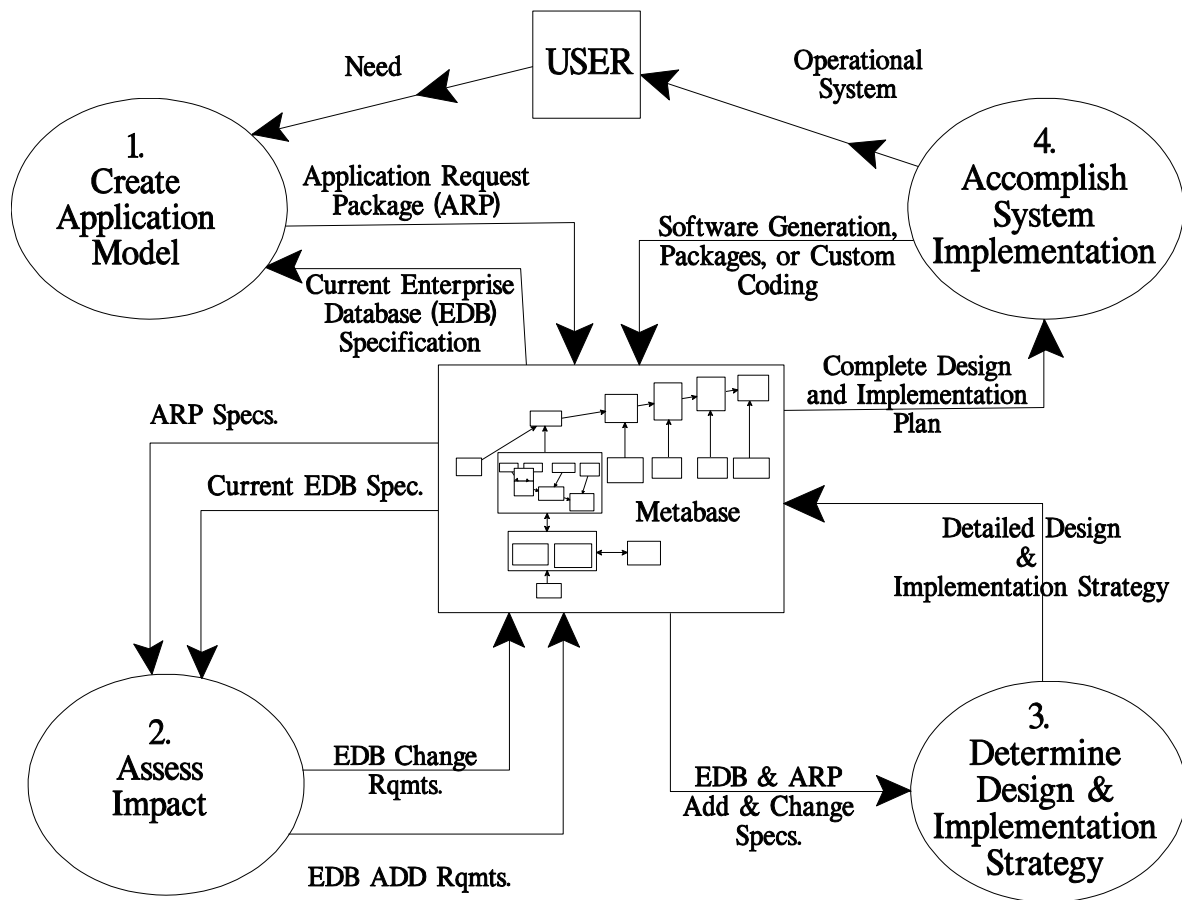 USER
Need
Operational
System
1.
Create
Application
Model
4.
Accomplish
System
Implementation
Application Request
Package (ARP)
Software Generation,
Packages, or Custom
Coding
Current Enterprise
Database (EDB)
Specification
Complete Design
and Implementation
Plan
ARP Specs.
Current EDB Spec.
Metabase
Detailed Design
&
Implementation Strategy
2.
Assess
Impact
EDB Change
Rqmts.
EDB ADD Rqmts.
EDB & ARP
Add & Change
Specs.
3.
Determine
Design &
Implementation
Strategy